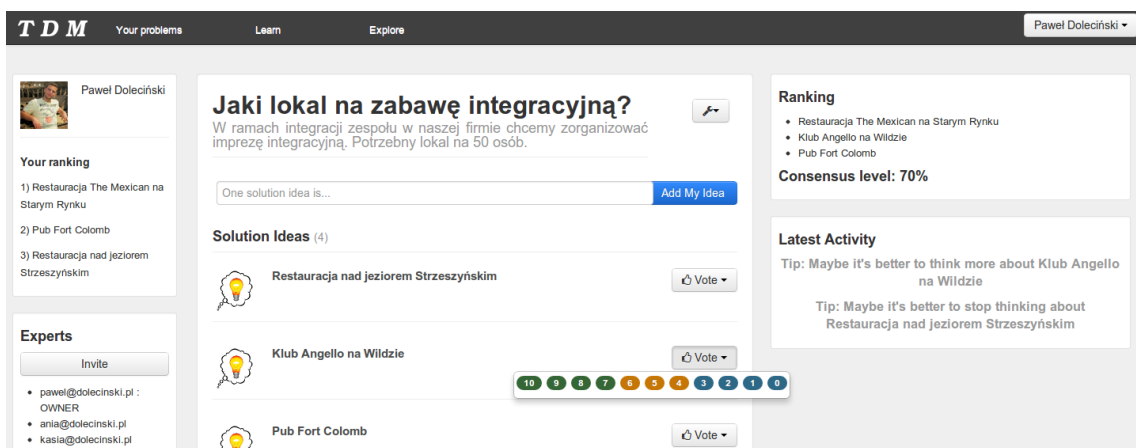 T D M
Your problems
Learn
Explore
Paweł Doleciński
Paweł Doleciński
Your ranking
1) Restauracja The Mexican na
Starym Rynku
2) Pub Fort Colomb
3) Restauracja nad jeziorem
Strzeszyńskim
Experts
Invite
pawel@dolecinski.pl :
OWNER
ania@dolecinski.pl
kasia@dolecinski.pl
Jaki lokal na zabawę integracyjną?
W ramach integracji zespołu w naszej firmie chcemy zorganizować
imprezę integracyjną. Potrzebny lokal na 50 osób.
One solution idea is...
Add My Idea
Solution Ideas (4)
Restauracja nad jeziorem Strzeszyńskim
Vote
Klub Angello na Wildzie
Vote
10 9 8 7 6 5 4 3 2 1 0
Pub Fort Colomb
Vote
Ranking
Restauracja The Mexican na Starym Rynku
Klub Angello na Wildzie
Pub Fort Colomb
Consensus level: 70%
Latest Activity
Tip: Maybe it's better to think more about Klub Angello
na Wildzie
Tip: Maybe it's better to stop thinking about
Restauracja nad jeziorem Strzeszyńskim